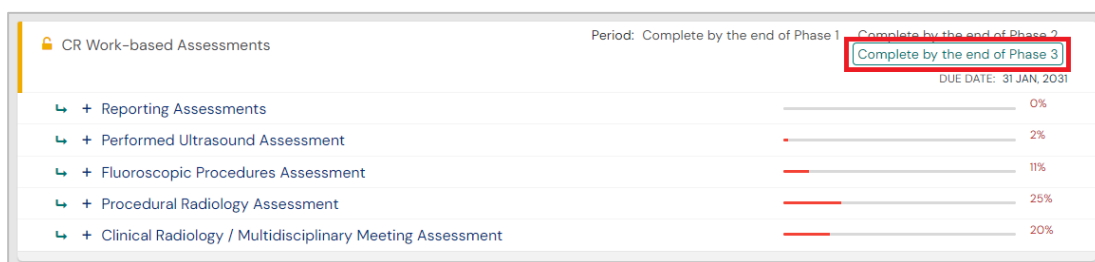 CR Work-based Assessments
Period: Complete by the end of Phase 1 Complete by the end of Phase 2
Complete by the end of Phase 3
DUE DATE: 31 JAN, 2031
+ Reporting Assessments 0%
+ Performed Ultrasound Assessment 2%
+ Fluoroscopic Procedures Assessment 11%
+ Procedural Radiology Assessment 25%
+ Clinical Radiology / Multidisciplinary Meeting Assessment 20%